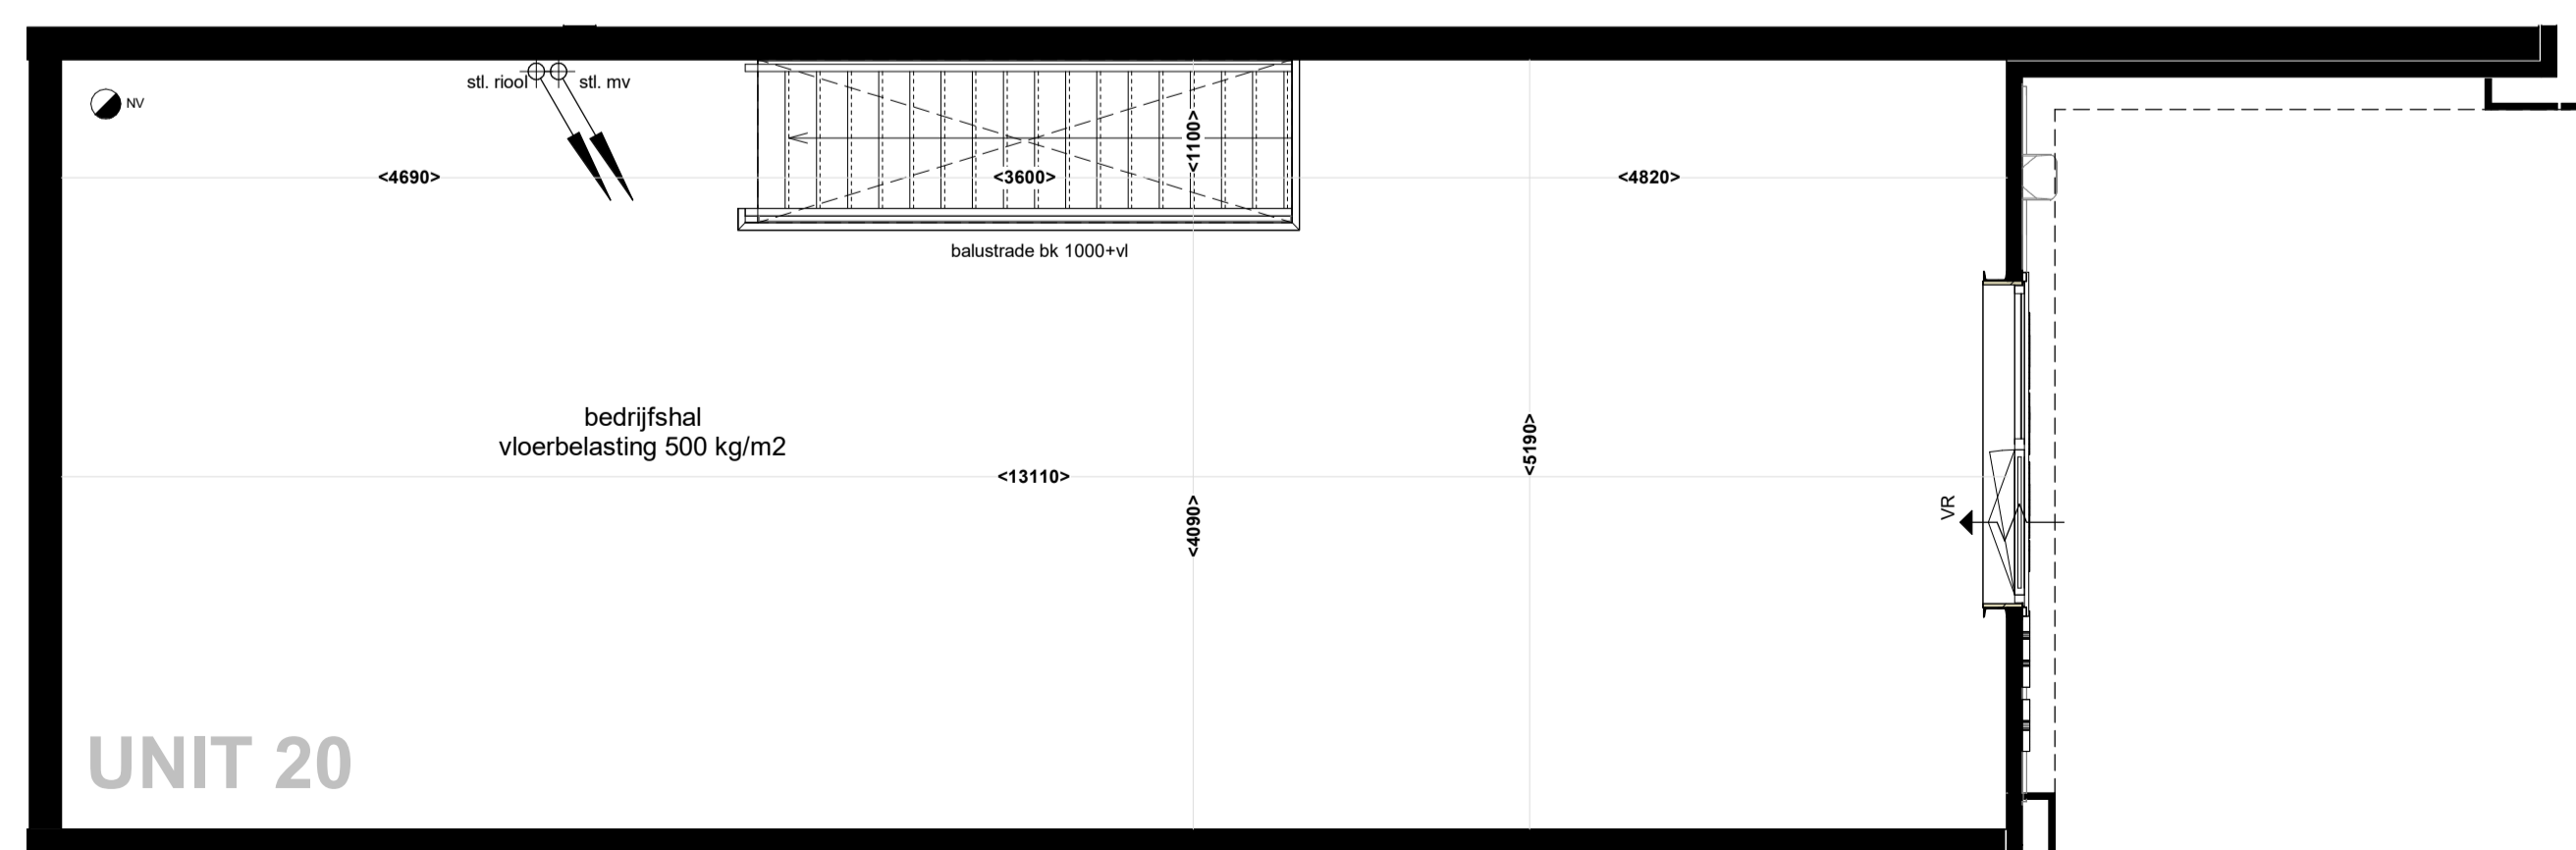 stl. riool
stl. mv
NV
<1100>
<4690>
<3600>
<4820>
balustrade bk 1000+vl
bedrijfshal
vloerbelasting 500 kg/m2
<5190>
<13110>
<4090>
VR
UNIT 20